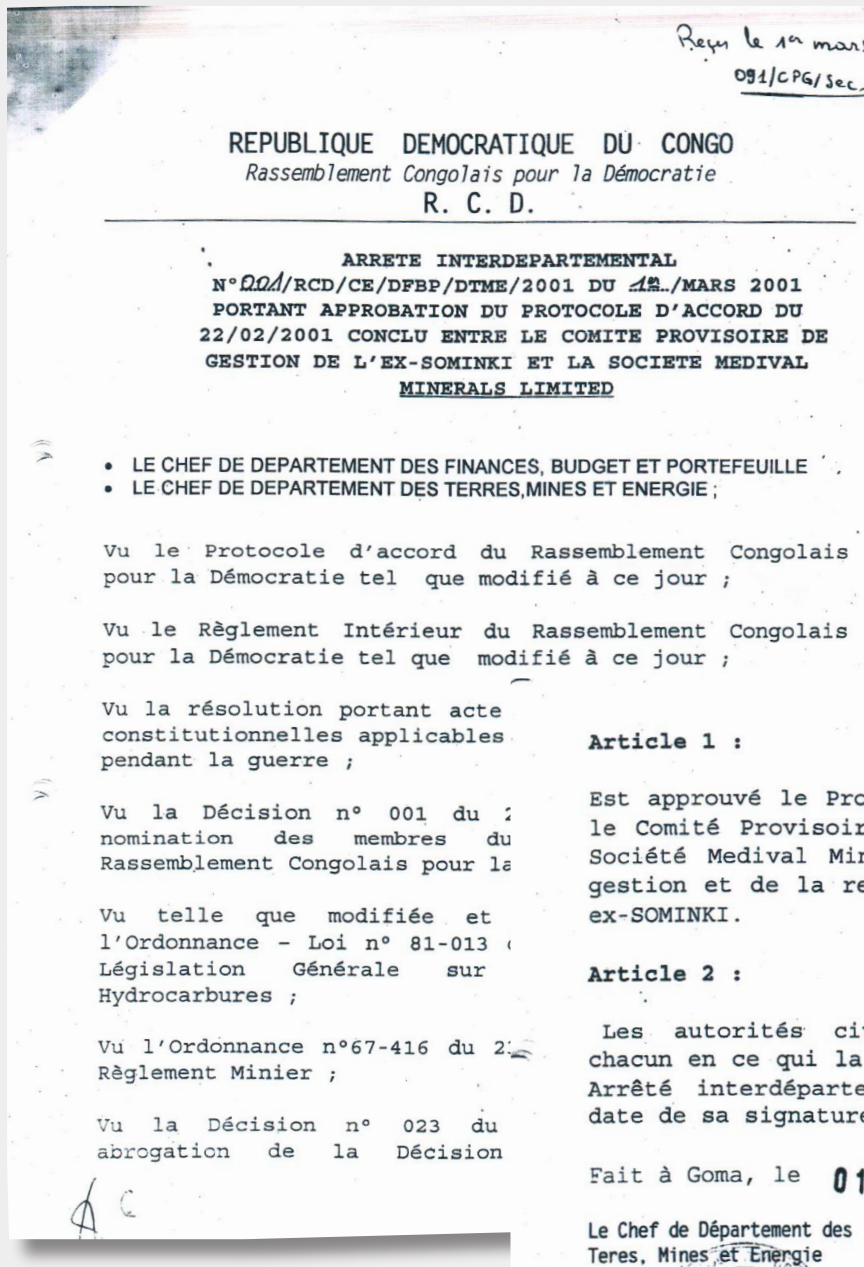 Reçu le 1er mars
091/CPG/Sec
REPUBLIQUE DEMOCRATIQUE DU CONGO
Rassemblement Congolais pour la Démocratie
R. C. D.
ARRETE INTERDEPARTEMENTAL
N°001/RCD/CE/DFBP/DTME/2001 DU /MARS 2001
PORTANT APPROBATION DU PROTOCOLE D'ACCORD DU
22/02/2001 CONCLU ENTRE LE COMITE PROVISOIRE DE
GESTION DE L'EX-SOMINKI ET LA SOCIETE MEDIVAL
MINERALS LIMITED
• LE CHEF DE DEPARTEMENT DES FINANCES, BUDGET ET PORTEFEUILLE
• LE CHEF DE DEPARTEMENT DES TERRES,MINES ET ENERGIE ;
Vu le Protocole d'accord du Rassemblement Congolais
pour la Démocratie tel que modifié à ce jour ;
Vu le Règlement Intérieur du Rassemblement Congolais
pour la Démocratie tel que modifié à ce jour ;
Vu la résolution portant acte
constitutionnelles applicables
pendant la guerre ;
Vu la Décision n° 001 du
nomination des membres du
Rassemblement Congolais pour la
Vu telle que modifiée et
l'Ordonnance – Loi n° 81-013
Législation Générale sur
Hydrocarbures ;
Vu l'Ordonnance n°67-416 du 2
Règlement Minier ;
Vu la Décision n° 023 du
abrogation de la Décision
Article 1 :
Est approuvé le Pro
le Comité Provisoir
Société Medival Min
gestion et de la re
ex-SOMINKI.
Article 2 :
Les autorités ci
chacun en ce qui la
Arrêté interdéparte
date de sa signature
Fait à Goma, le 01
Le Chef de Département des
Teres, Mines et Energie